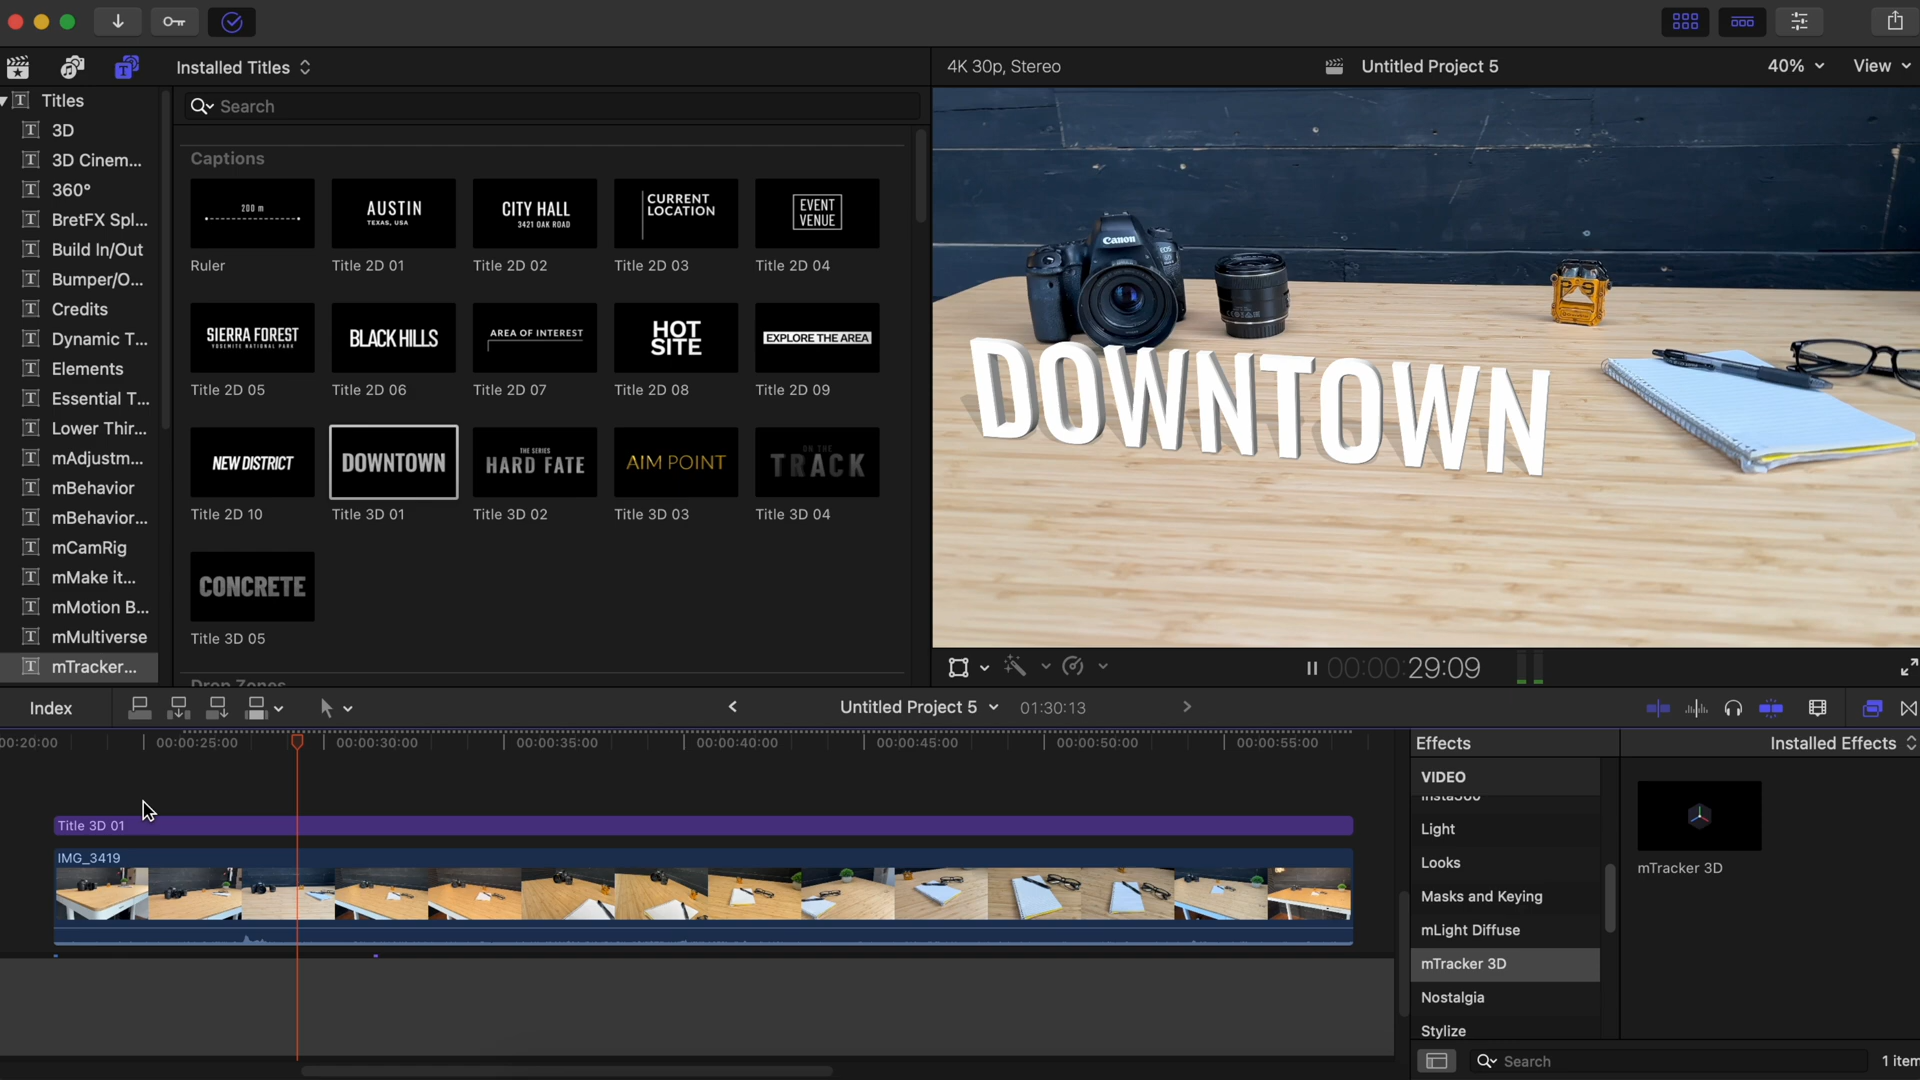 Installed Titles
4K 30p, Stereo
Untitled Project 5
40%
View
Titles
3D
3D Cinem...
360°
BretFX Spl...
Build In/Out
Bumper/O...
Credits
Dynamic T...
Elements
Essential T...
Lower Thir...
mAdjustm...
mBehavior
mBehavior...
mCamRig
mMake it...
mMotion B...
mMultiverse
mTracker...
Search
Captions
200 m
AUSTIN
TEXAS, USA
CITY HALL
3421 OAK ROAD
CURRENT
LOCATION
EVENT
VENUE
Ruler
Title 2D 01
Title 2D 02
Title 2D 03
Title 2D 04
SIERRA FOREST
YOSEMITE NATIONAL PARK
BLACK HILLS
AREA OF INTEREST
HOT
SITE
EXPLORE THE AREA
Title 2D 05
Title 2D 06
Title 2D 07
Title 2D 08
Title 2D 09
NEW DISTRICT
DOWNTOWN
THE SERIES
HARD FATE
AIM POINT
ON THE
TRACK
Title 2D 10
Title 3D 01
Title 3D 02
Title 3D 03
Title 3D 04
CONCRETE
Title 3D 05
Drop Zones
Canon
EOS
DOWNTOWN
00:00:29:09
Index
Untitled Project 5
01:30:13
00:20:00
00:00:25:00
00:00:30:00
00:00:35:00
00:00:40:00
00:00:45:00
00:00:50:00
00:00:55:00
Title 3D 01
IMG_3419
Effects
Installed Effects
VIDEO
Insta360
Light
Looks
Masks and Keying
mLight Diffuse
mTracker 3D
Nostalgia
Stylize
mTracker 3D
Search
1 item